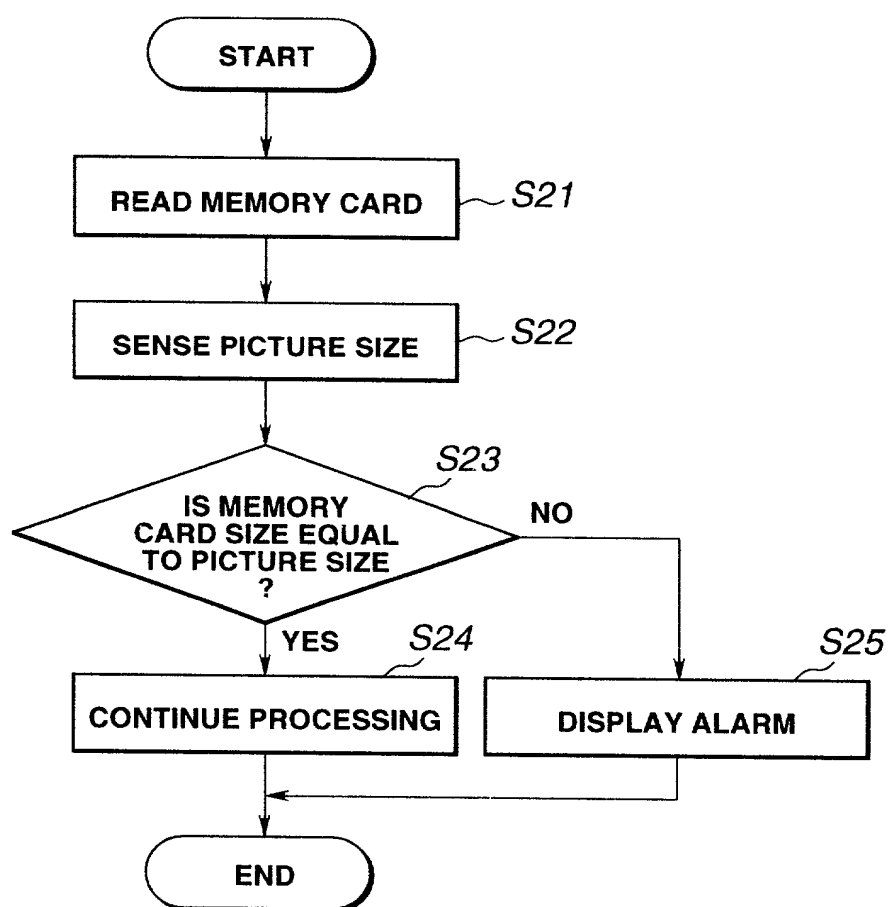 START
READ MEMORY CARD
S21
SENSE PICTURE SIZE
S22
S23
IS MEMORY
CARD SIZE EQUAL
TO PICTURE SIZE
?
NO
YES
S24
CONTINUE PROCESSING
S25
DISPLAY ALARM
END